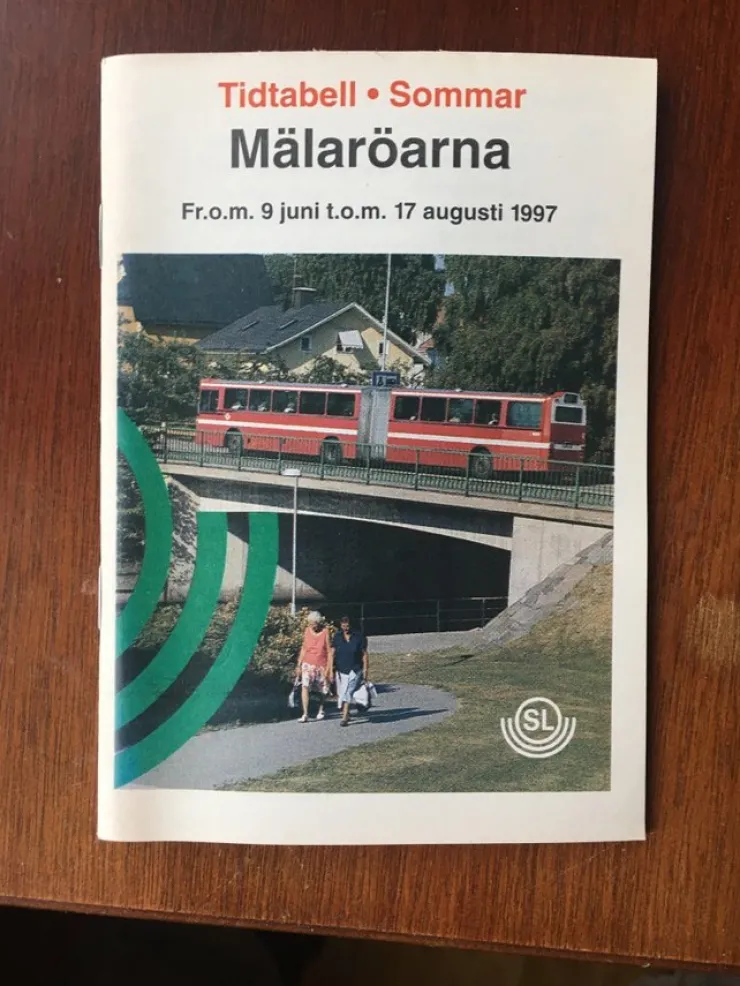 Tidtabell • Sommar
Mälaröarna
Fr.o.m. 9 juni t.o.m. 17 augusti 1997
SL